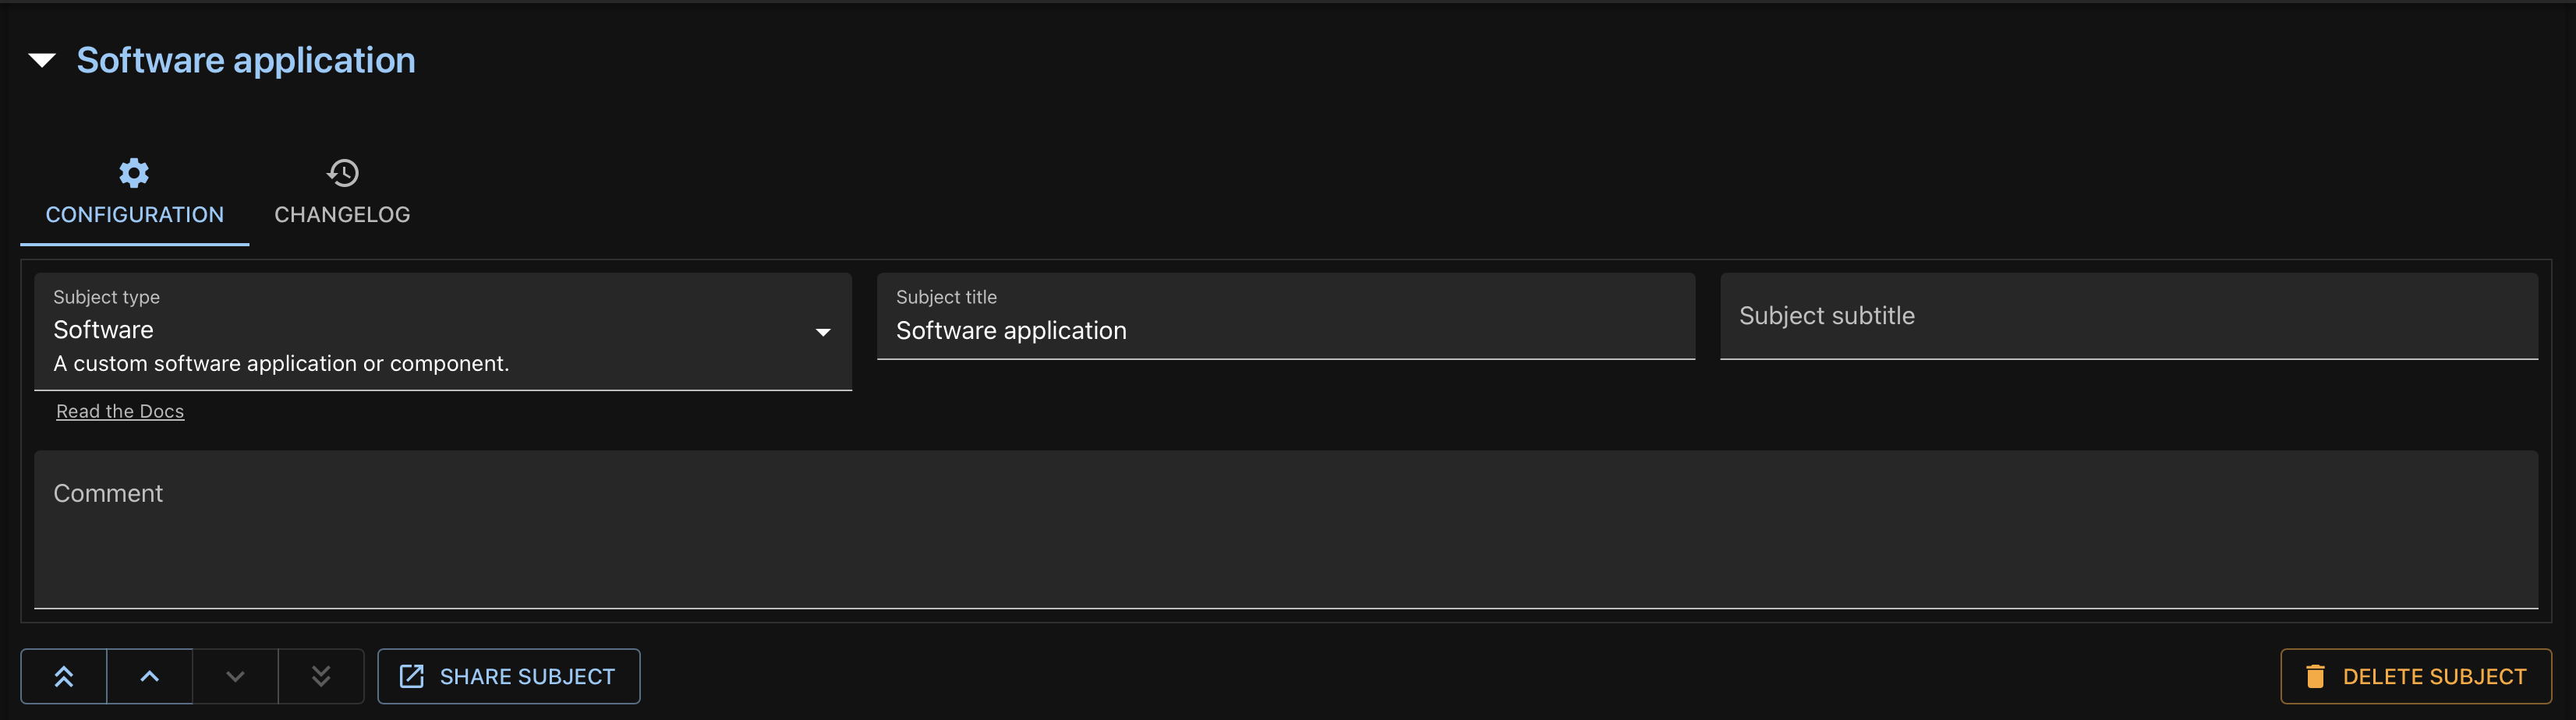 Software application
CONFIGURATION
CHANGELOG
Subject type
Software
A custom software application or component.
Read the Docs
Subject title
Software application
Subject subtitle
Comment
SHARE SUBJECT
DELETE SUBJECT